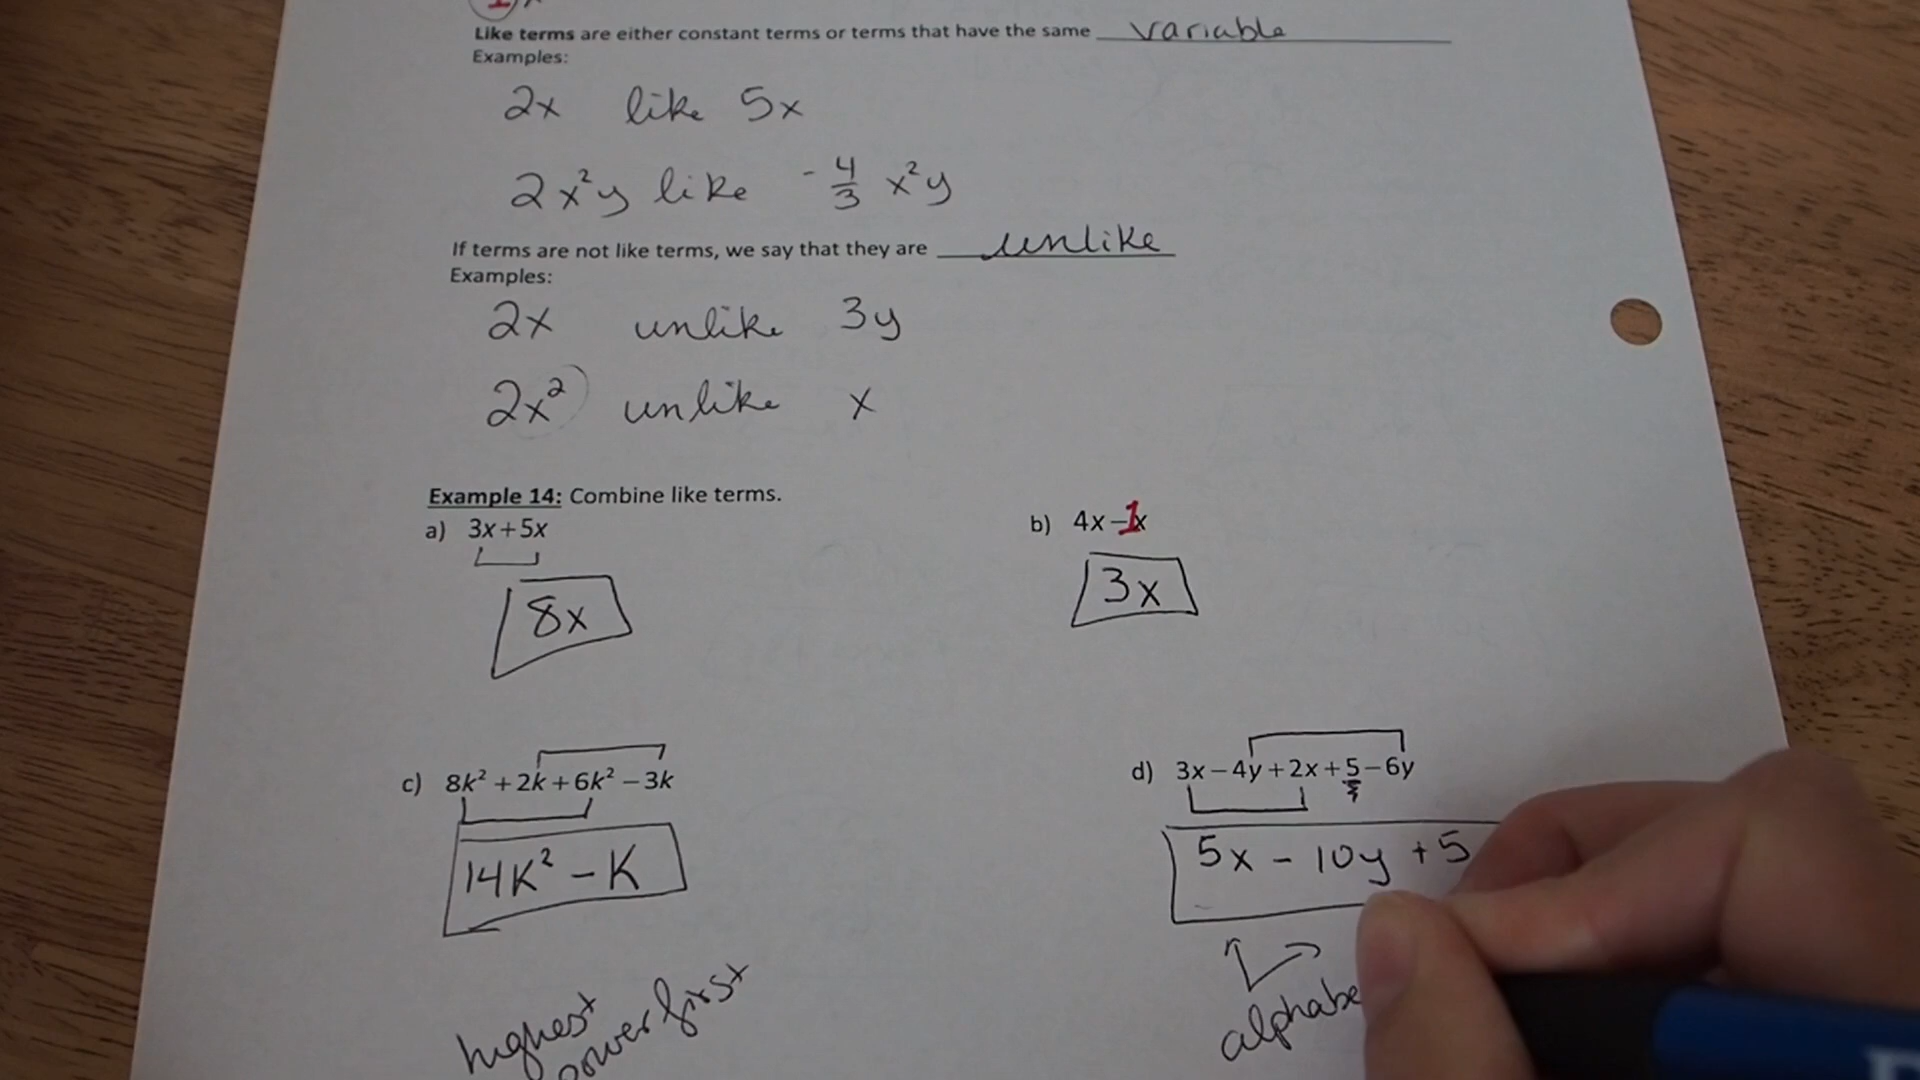 Like terms are either constant terms or terms that have the same variable
Examples:
2x like 5x
2x²y like -4/3 x²y
If terms are not like terms, we say that they are unlike
Examples:
2x unlike 3y
2x² unlike x
Example 14: Combine like terms.
a) 3x+5x
8x
b) 4x-1x
3x
c) 8k² +2k+6k² −3k
14K² - K
highest
power first
d) 3x−4y+2x+5−6y
5x - 10y +5
alphabe